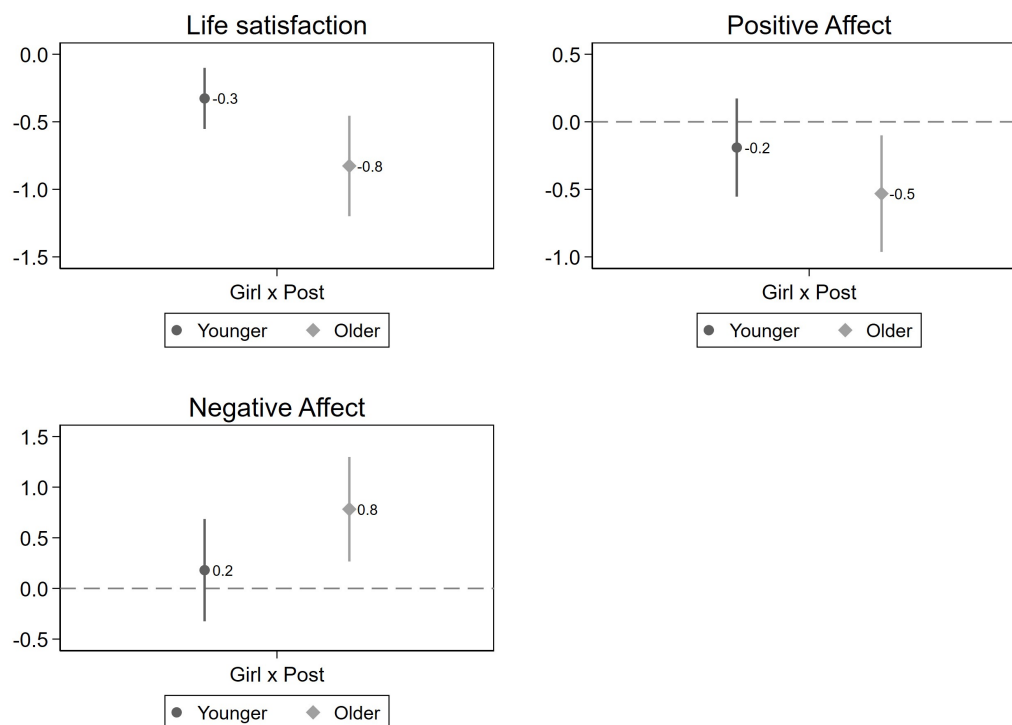 Life satisfaction
0.0
-0.5
-1.0
-1.5
-0.3
-0.8
Girl x Post
Younger Older
Positive Affect
0.5
0.0
-0.5
-1.0
-0.2
-0.5
Girl x Post
Younger Older
Negative Affect
1.5
1.0
0.5
0.0
-0.5
0.8
0.2
Girl x Post
Younger Older